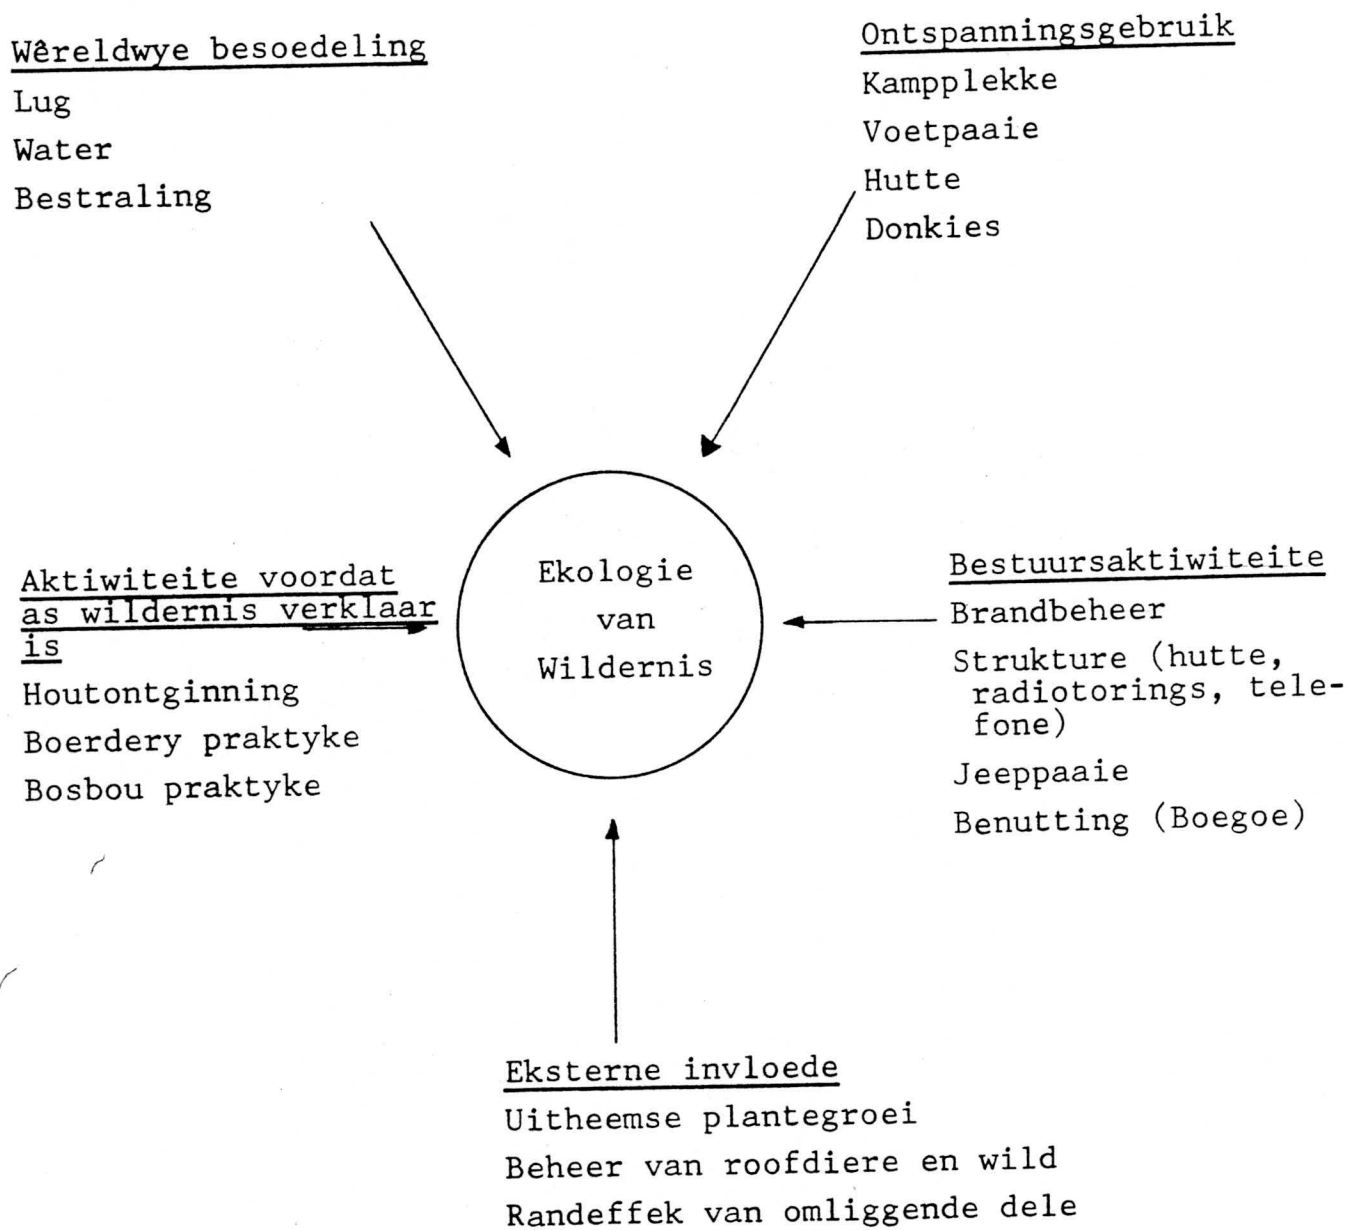 Wêreldwye besoedeling
Lug
Water
Bestraling
Ontspanningsgebruik
Kampplekke
Voetpaaie
Hutte
Donkies
Aktiwiteite voordat
as wildernis verklaar
is
Houtontginning
Boerdery praktyke
Bosbou praktyke
Ekologie
van
Wildernis
Bestuursaktiwiteite
Brandbeheer
Strukture (hutte,
radiotorings, tele-
fone)
Jeeppaaie
Benutting (Boegoe)
Eksterne invloede
Uitheemse plantegroei
Beheer van roofdiere en wild
Randeffek van omliggende dele